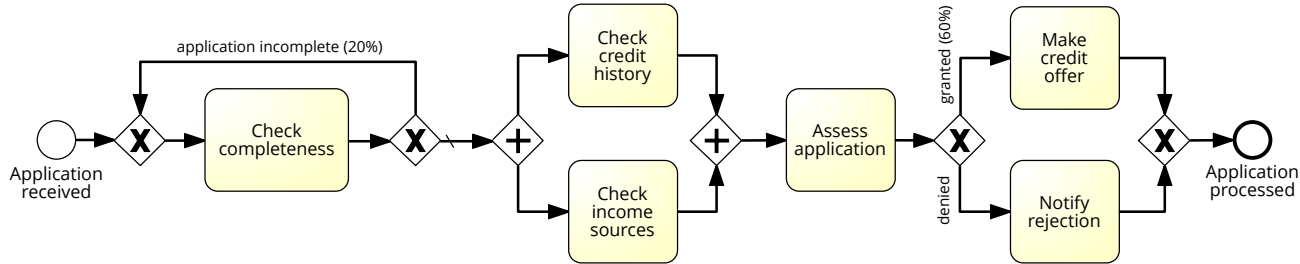 Application
received
application incomplete (20%)
Check
completeness
Check
credit
history
Check
income
sources
Assess
application
granted (60%)
denied
Make
credit
offer
Notify
rejection
Application
processed